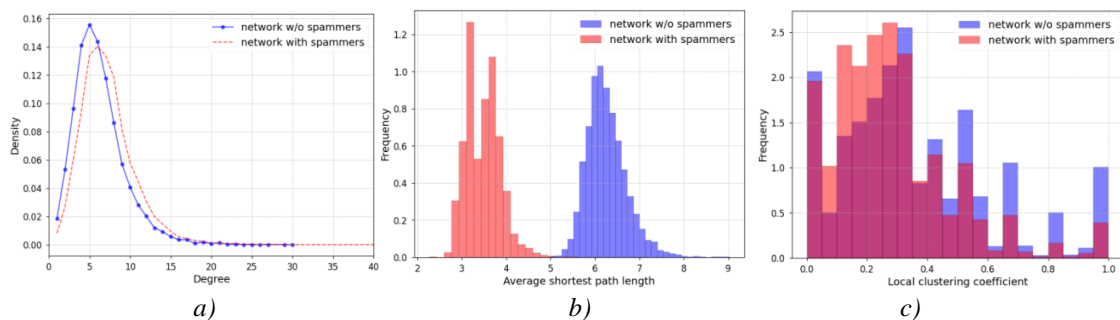 network w/o spammers
network with spammers
0.16
0.14
0.12
0.10
0.08
0.06
0.04
0.02
0.00
Density
0 5 10 15 20 25 30 35 40
Degree
a)
network w/o spammers
network with spammers
1.2
1.0
0.8
0.6
0.4
0.2
0.0
Frequency
2 3 4 5 6 7 8 9
Average shortest path length
b)
network w/o spammers
network with spammers
2.5
2.0
1.5
1.0
0.5
0.0
Frequency
0.0 0.2 0.4 0.6 0.8 1.0
Local clustering coefficient
c)